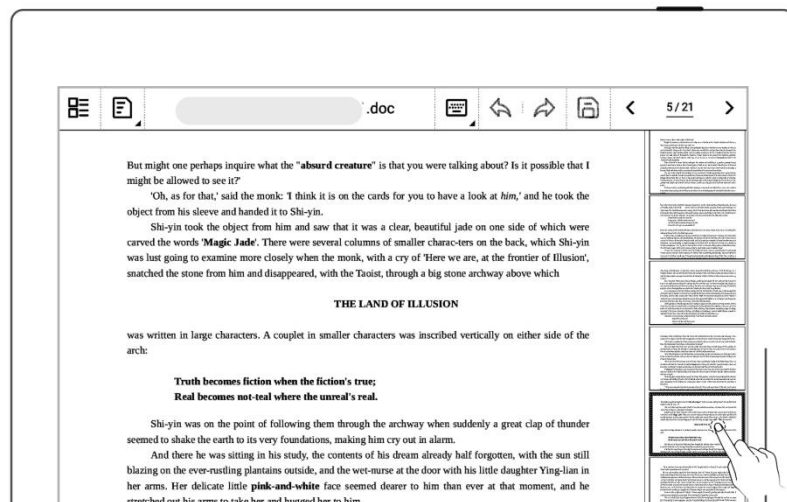 .doc
5 / 21
But might one perhaps inquire what the "absurd creature" is that you were talking about? Is it possible that I
might be allowed to see it?'
'Oh, as for that,' said the monk: 'I think it is on the cards for you to have a look at him,' and he took the
object from his sleeve and handed it to Shi-yin.
Shi-yin took the object from him and saw that it was a clear, beautiful jade on one side of which were
carved the words 'Magic Jade'. There were several columns of smaller charac-ters on the back, which Shi-yin
was lust going to examine more closely when the monk, with a cry of 'Here we are, at the frontier of Illusion',
snatched the stone from him and disappeared, with the Taoist, through a big stone archway above which
THE LAND OF ILLUSION
was written in large characters. A couplet in smaller characters was inscribed vertically on either side of the
arch:
Truth becomes fiction when the fiction's true;
Real becomes not-teal where the unreal's real.
Shi-yin was on the point of following them through the archway when suddenly a great clap of thunder
seemed to shake the earth to its very foundations, making him cry out in alarm.
And there he was sitting in his study, the contents of his dream already half forgotten, with the sun still
blazing on the ever-rustling plantains outside, and the wet-nurse at the door with his little daughter Ying-lian in
her arms. Her delicate little pink-and-white face seemed dearer to him than ever at that moment, and he
stretched out his arms to take her and hugged her to him.